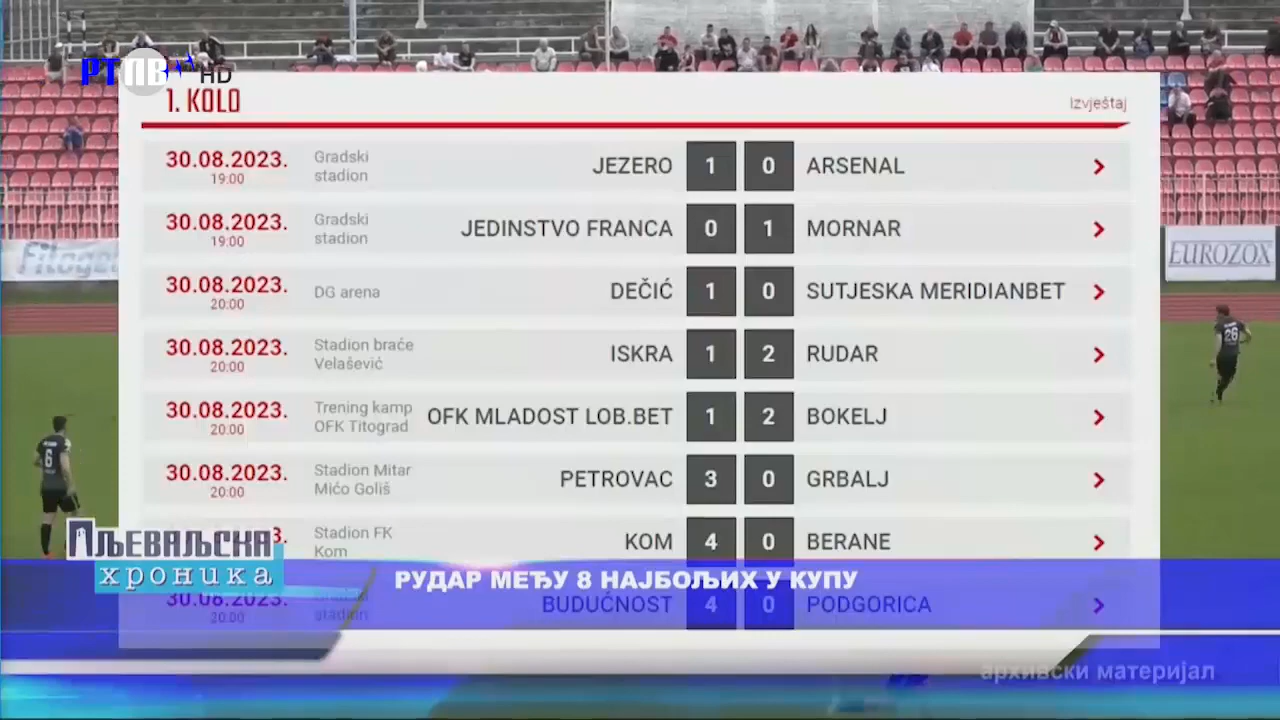 РТПВ HD
1. KOLO
Izvještaj
30.08.2023.
19:00
Gradski
stadion
JEZERO 1 0 ARSENAL
30.08.2023.
19:00
Gradski
stadion
JEDINSTVO FRANCA 0 1 MORNAR
30.08.2023.
20:00
DG arena
DEČIĆ 1 0 SUTJESKA MERIDIANBET
30.08.2023.
20:00
Stadion braće
Velašević
ISKRA 1 2 RUDAR
30.08.2023.
20:00
Trening kamp
OFK Titograd
OFK MLADOST LOB.BET 1 2 BOKELJ
30.08.2023.
20:00
Stadion Mitar
Mićo Goliš
PETROVAC 3 0 GRBALJ
3.
Stadion FK
Kom
KOM 4 0 BERANE
30.08.2023.
20:00
Gradski
stadion
BUDUĆNOST 4 0 PODGORICA
EUROZOX
26
6
ПЉЕВАЉСКА
хроника
РУДАР МЕЂУ 8 НАЈБОЉИХ У КУПУ
архивски материјал